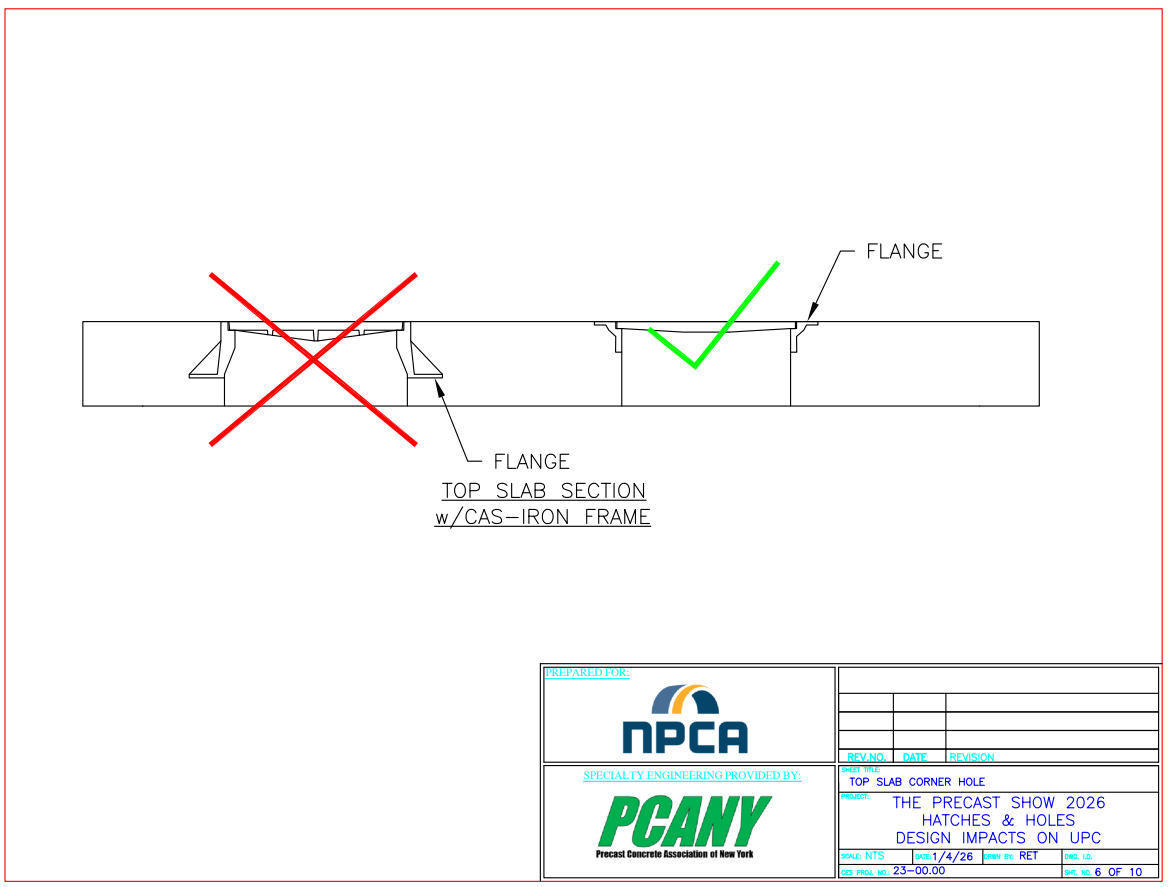 FLANGE
FLANGE
TOP SLAB SECTION
w/CAS-IRON FRAME
PREPARED FOR:
NPCA
SPECIALTY ENGINEERING PROVIDED BY:
PCANY
Precast Concrete Association of New York
REV.NO. DATE REVISION
SHEET TITLE:
TOP SLAB CORNER HOLE
PROJECT:
THE PRECAST SHOW 2026
HATCHES & HOLES
DESIGN IMPACTS ON UPC
SCALE: NTS DATE: 1/4/26 DRWN BY: RET DWG. I.D.
CES PROJ. NO.: 23-00.00 SHT. NO. 6 OF 10